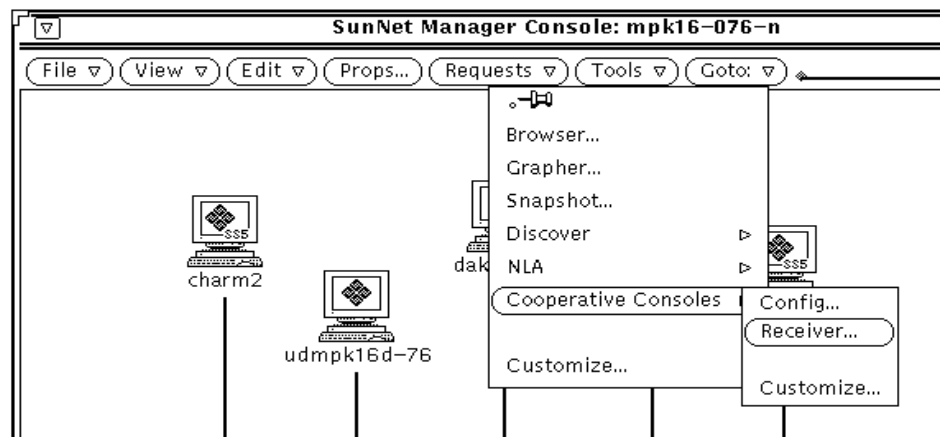 SunNet Manager Console: mpk16-076-n
File View Edit Props... Requests Tools Goto:
Browser...
Grapher...
Snapshot...
Discover
NLA
Cooperative Consoles
Customize...
Config...
Receiver...
Customize...
SS5
charm2
udmpk16d-76
dak
SS5